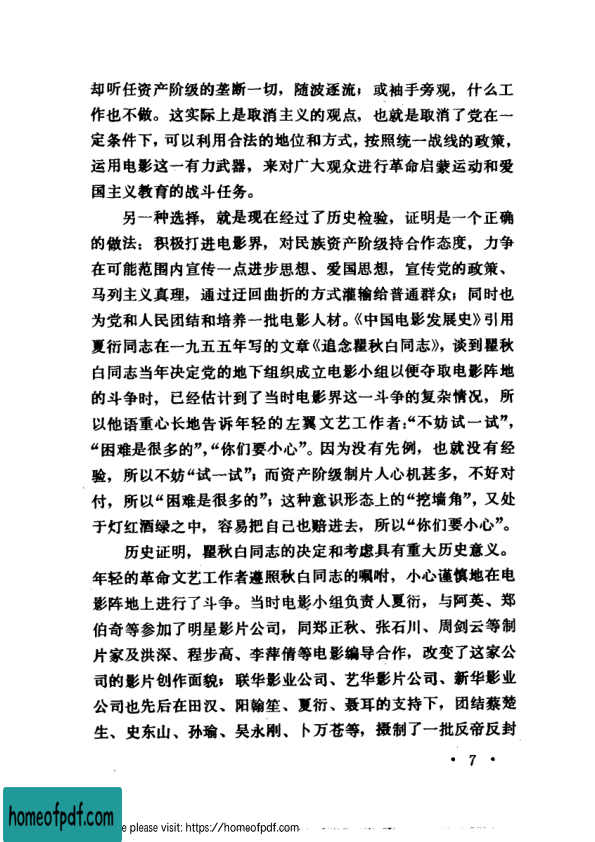 却听任资产阶级的垄断一切，随波逐流；或袖手旁观，什么工
作也不做。这实际上是取消主义的观点，也就是取消了党在一
定条件下，可以利用合法的地位和方式，按照统一战线的政策，
运用电影这一有力武器，来对广大观众进行革命启蒙运动和爱
国主义教育的战斗任务。
另一种选择，就是现在经过了历史检验，证明是一个正确
的做法：积极打进电影界，对民族资产阶级持合作态度，力争
在可能范围内宣传一点进步思想、爱国思想，宣传党的政策、
马列主义真理，通过迂回曲折的方式灌输给普通群众；同时也
为党和人民团结和培养一批电影人材。《中国电影发展史》引用
夏衍同志在一九五五年写的文章《追念瞿秋白同志》，谈到瞿秋
白同志当年决定党的地下组织成立电影小组以便夺取电影阵地
的斗争时，已经估计到了当时电影界这一斗争的复杂情况，所
以他语重心长地告诉年轻的左翼文艺工作者：“不妨试一试”，
“困难是很多的”，“你们要小心”。因为没有先例，也就没有经
验，所以不妨“试一试”；而资产阶级制片人心机甚多，不好对
付，所以“困难是很多的”；这种意识形态上的“挖墙角”，又处
于灯红酒绿之中，容易把自己也赔进去，所以“你们要小心”。
历史证明，瞿秋白同志的决定和考虑具有重大历史意义。
年轻的革命文艺工作者遵照秋白同志的嘱咐，小心谨慎地在电
影阵地上进行了斗争。当时电影小组负责人夏衍，与阿英、郑
伯奇等参加了明星影片公司，同郑正秋、张石川、周剑云等制
片家及洪深、程步高、李萍倩等电影编导合作，改变了这家公
司的影片创作面貌；联华影业公司、艺华影片公司、新华影业
公司也先后在田汉、阳翰笙、夏衍、聂耳的支持下，团结蔡楚
生、史东山、孙瑜、吴永刚、卜万苍等，摄制了一批反帝反封
• 7 •
homeofpdf.com
e please visit: https://homeofpdf.com